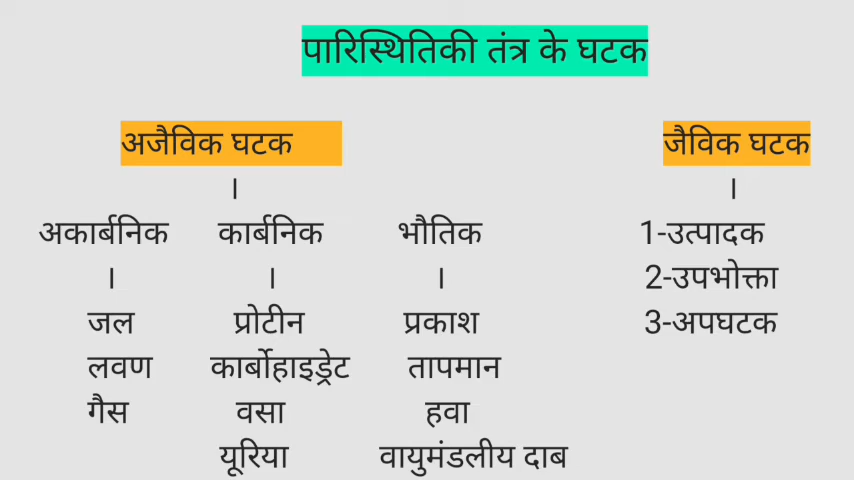 पारिस्थितिकी तंत्र के घटक
अजैविक घटक जैविक घटक
। ।
अकार्बनिक कार्बनिक भौतिक 1-उत्पादक
। । । 2-उपभोक्ता
जल प्रोटीन प्रकाश 3-अपघटक
लवण कार्बोहाइड्रेट तापमान
गैस वसा हवा
यूरिया वायुमंडलीय दाब